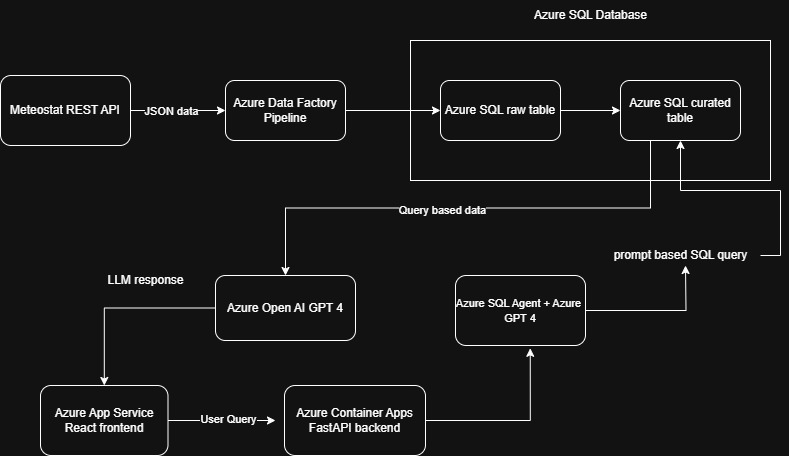 Azure SQL Database
Meteostat REST API
JSON data
Azure Data Factory
Pipeline
Azure SQL raw table
Azure SQL curated
table
Query based data
prompt based SQL query
LLM response
Azure Open AI GPT 4
Azure SQL Agent + Azure
GPT 4
Azure App Service
React frontend
User Query
Azure Container Apps
FastAPI backend